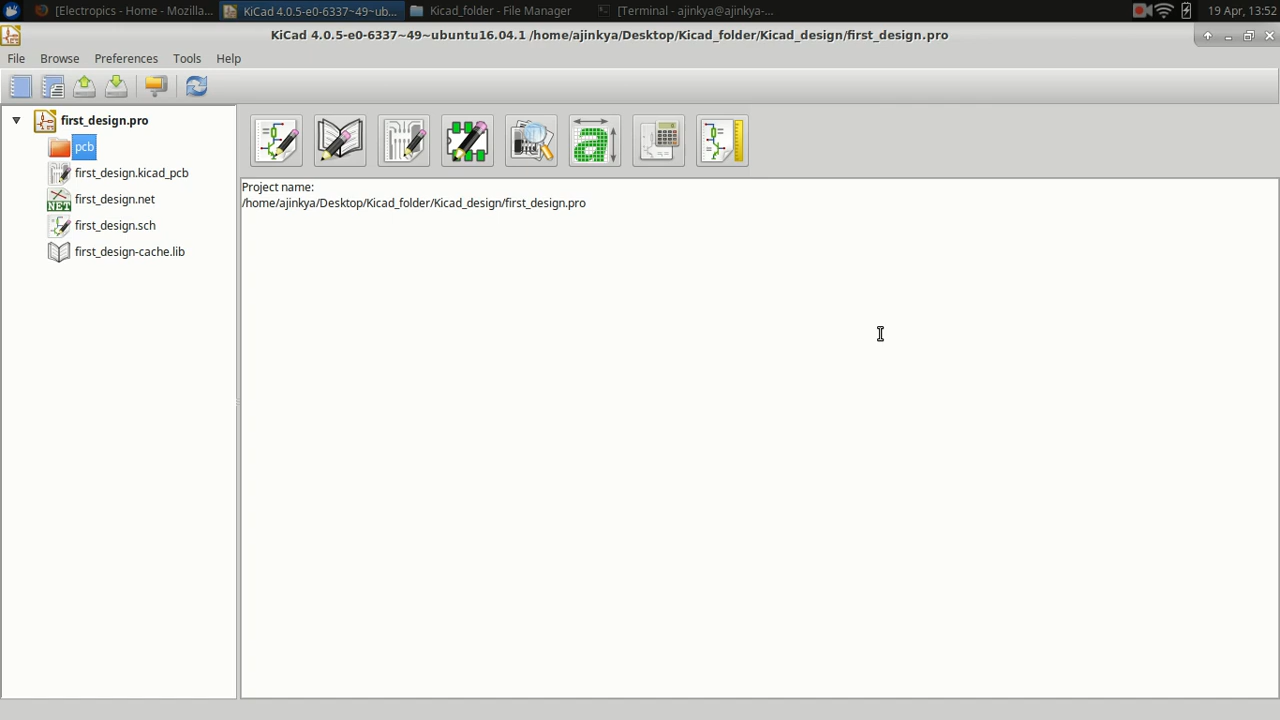 [Electropics - Home - Mozilla...
KiCad 4.0.5-e0-6337~49~ub...
Kicad_folder - File Manager
[Terminal - ajinkya@ajinkya-...
19 Apr, 13:52
KiCad 4.0.5-e0-6337~49~ubuntu16.04.1 /home/ajinkya/Desktop/Kicad_folder/Kicad_design/first_design.pro
File Browse Preferences Tools Help
first_design.pro
pcb
first_design.kicad_pcb
NET first_design.net
first_design.sch
first_design-cache.lib
a
Project name:
/home/ajinkya/Desktop/Kicad_folder/Kicad_design/first_design.pro